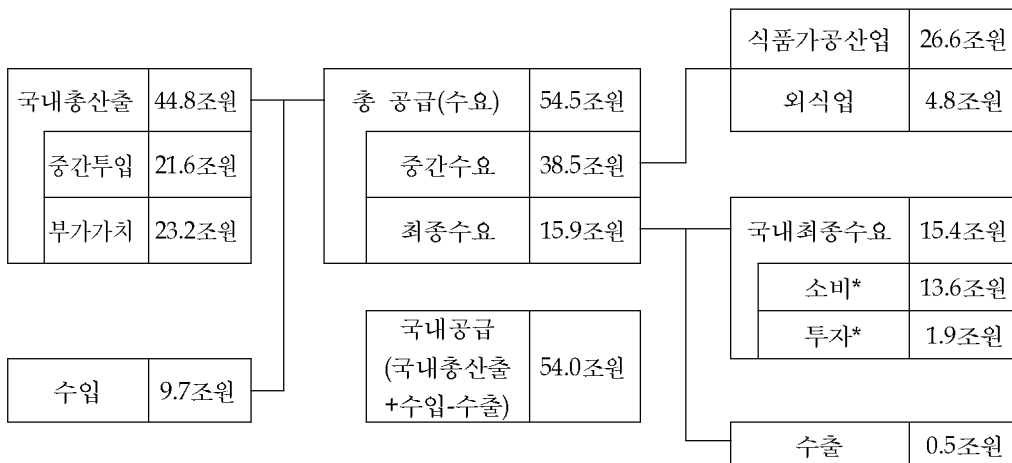 식품가공산업 26.6조원
외식업 4.8조원
국내총산출 44.8조원
중간투입 21.6조원
부가가치 23.2조원
총 공급(수요) 54.5조원
중간수요 38.5조원
최종수요 15.9조원
국내최종수요 15.4조원
소비* 13.6조원
투자* 1.9조원
국내공급
(국내총산출
+수입-수출)
54.0조원
수입 9.7조원
수출 0.5조원